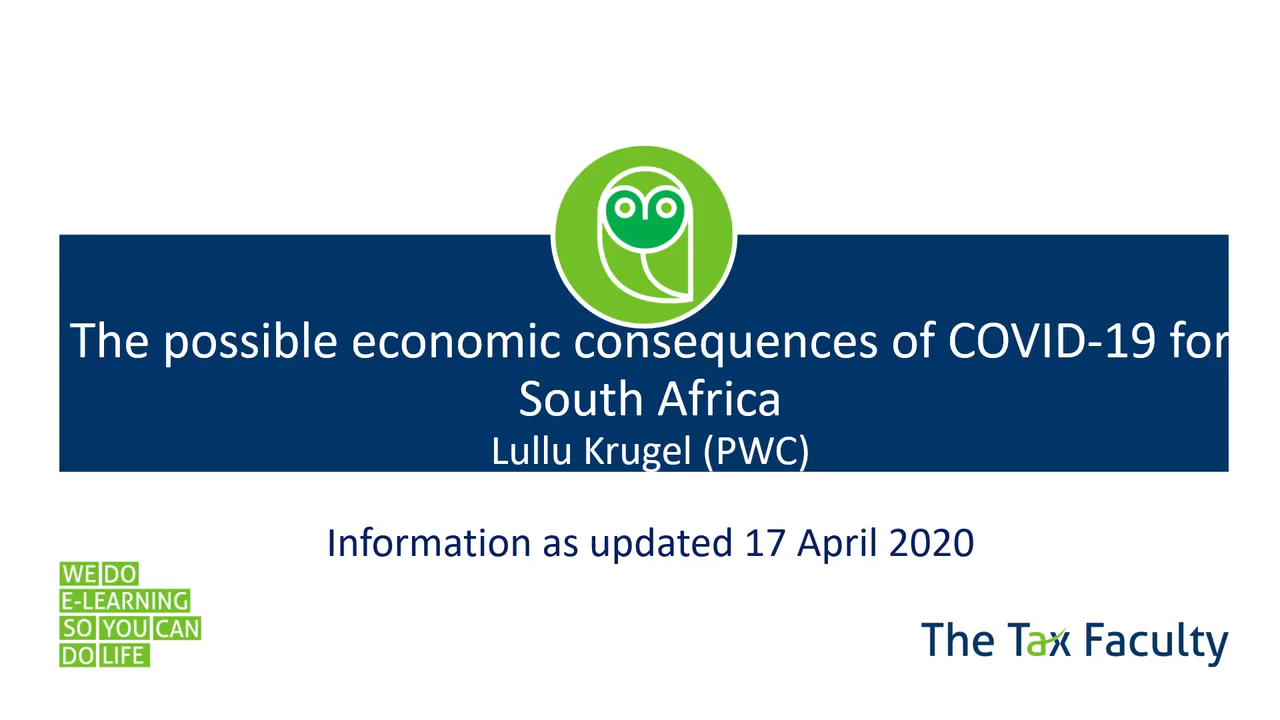 The possible economic consequences of COVID-19 for
South Africa
Lullu Krugel (PWC)
Information as updated 17 April 2020
WE DO
E-LEARNING
SO YOU CAN
DO LIFE
The Tax Faculty